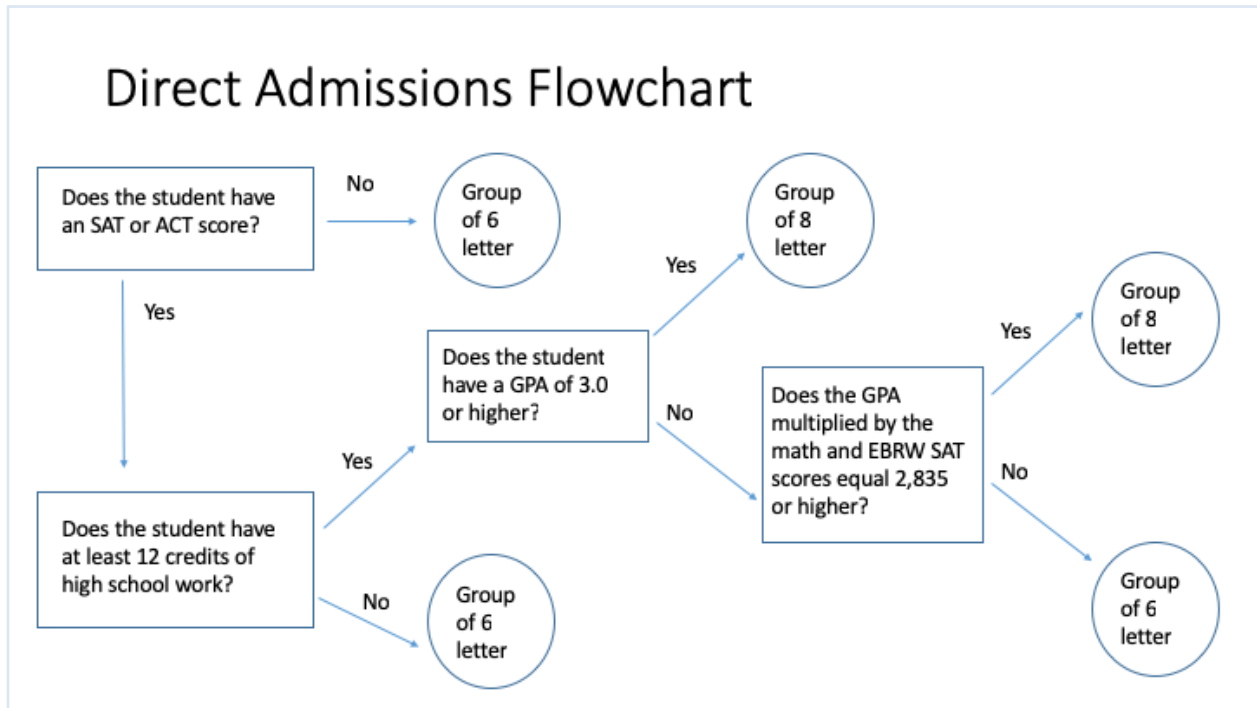 Direct Admissions Flowchart
Does the student have
an SAT or ACT score?
No
Group
of 6
letter
Yes
Does the student have
at least 12 credits of
high school work?
No
Group
of 6
letter
Yes
Does the student
have a GPA of 3.0
or higher?
Yes
Group
of 8
letter
No
Does the GPA
multiplied by the
math and EBRW SAT
scores equal 2,835
or higher?
Yes
Group
of 8
letter
No
Group
of 6
letter